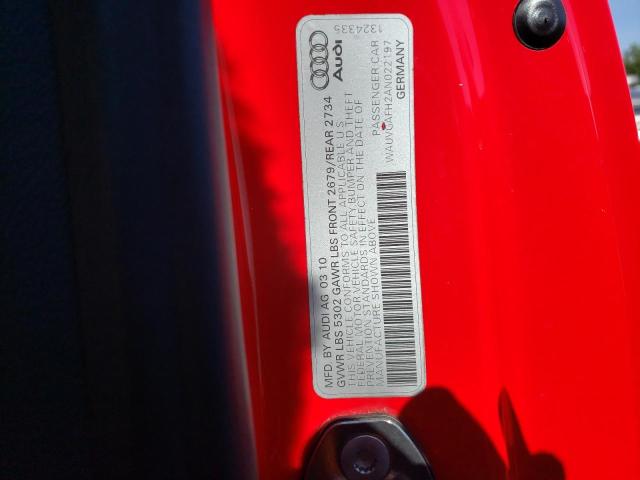 MFD. BY AUDI AG 03 10
GVWR LBS 5302 GAWR LBS FRONT 2679/REAR 2734
THIS VEHICLE CONFORMS TO ALL APPLICABLE U S
FEDERAL MOTOR VEHICLE SAFETY BUMPER AND THEFT
PREVENTION STANDARDS IN EFFECT ON THE DATE OF
MANUFACTURE SHOWN ABOVE
1324335
Audi
PASSENGER CAR
WAUVGAFH2AN022197
GERMANY